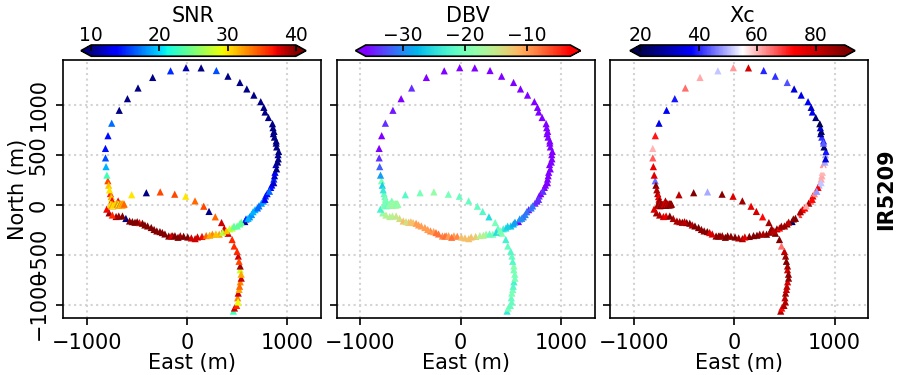 SNR DBV Xc
10 20 30 40 −30 −20 −10 20 40 60 80
North (m)
1000
500
0
−500
−1000
IR5209
−1000 0 1000 −1000 0 1000 −1000 0 1000
East (m) East (m) East (m)